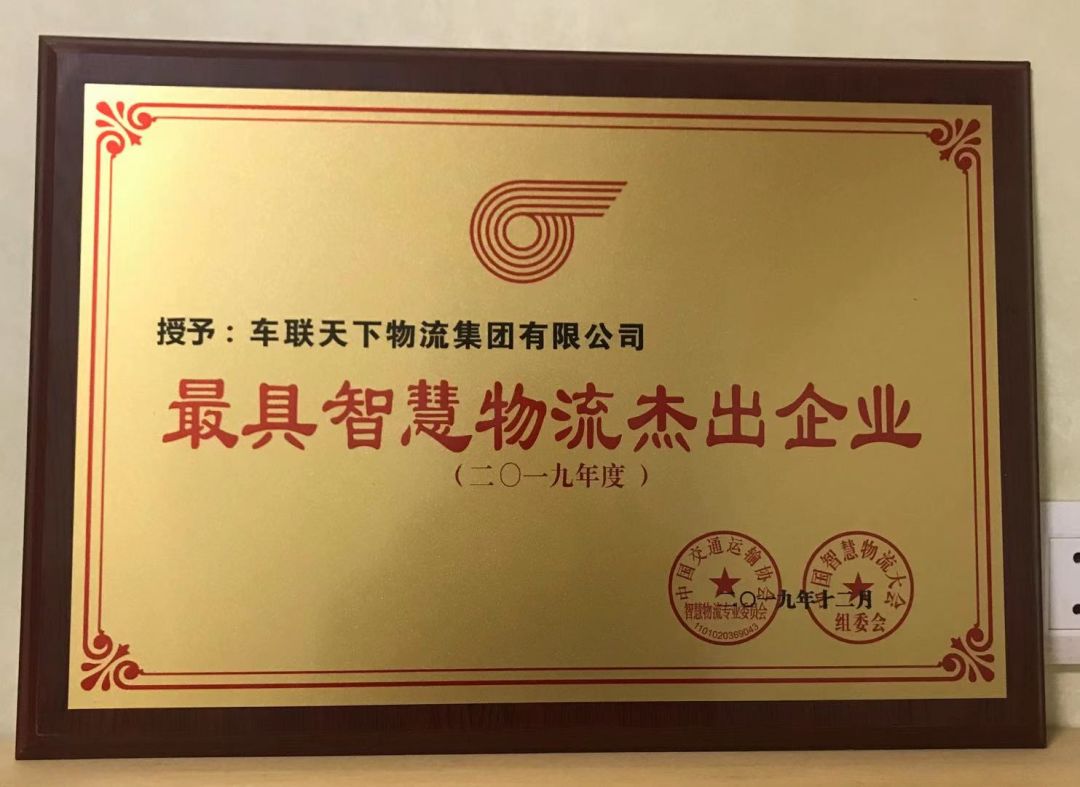 授予：车联天下物流集团有限公司
最具智慧物流杰出企业
（二〇一九年度 ）
中国交通运输协会
智慧物流专业委员会
1101020369043
中国智慧物流大会
组委会
二〇一九年十二月